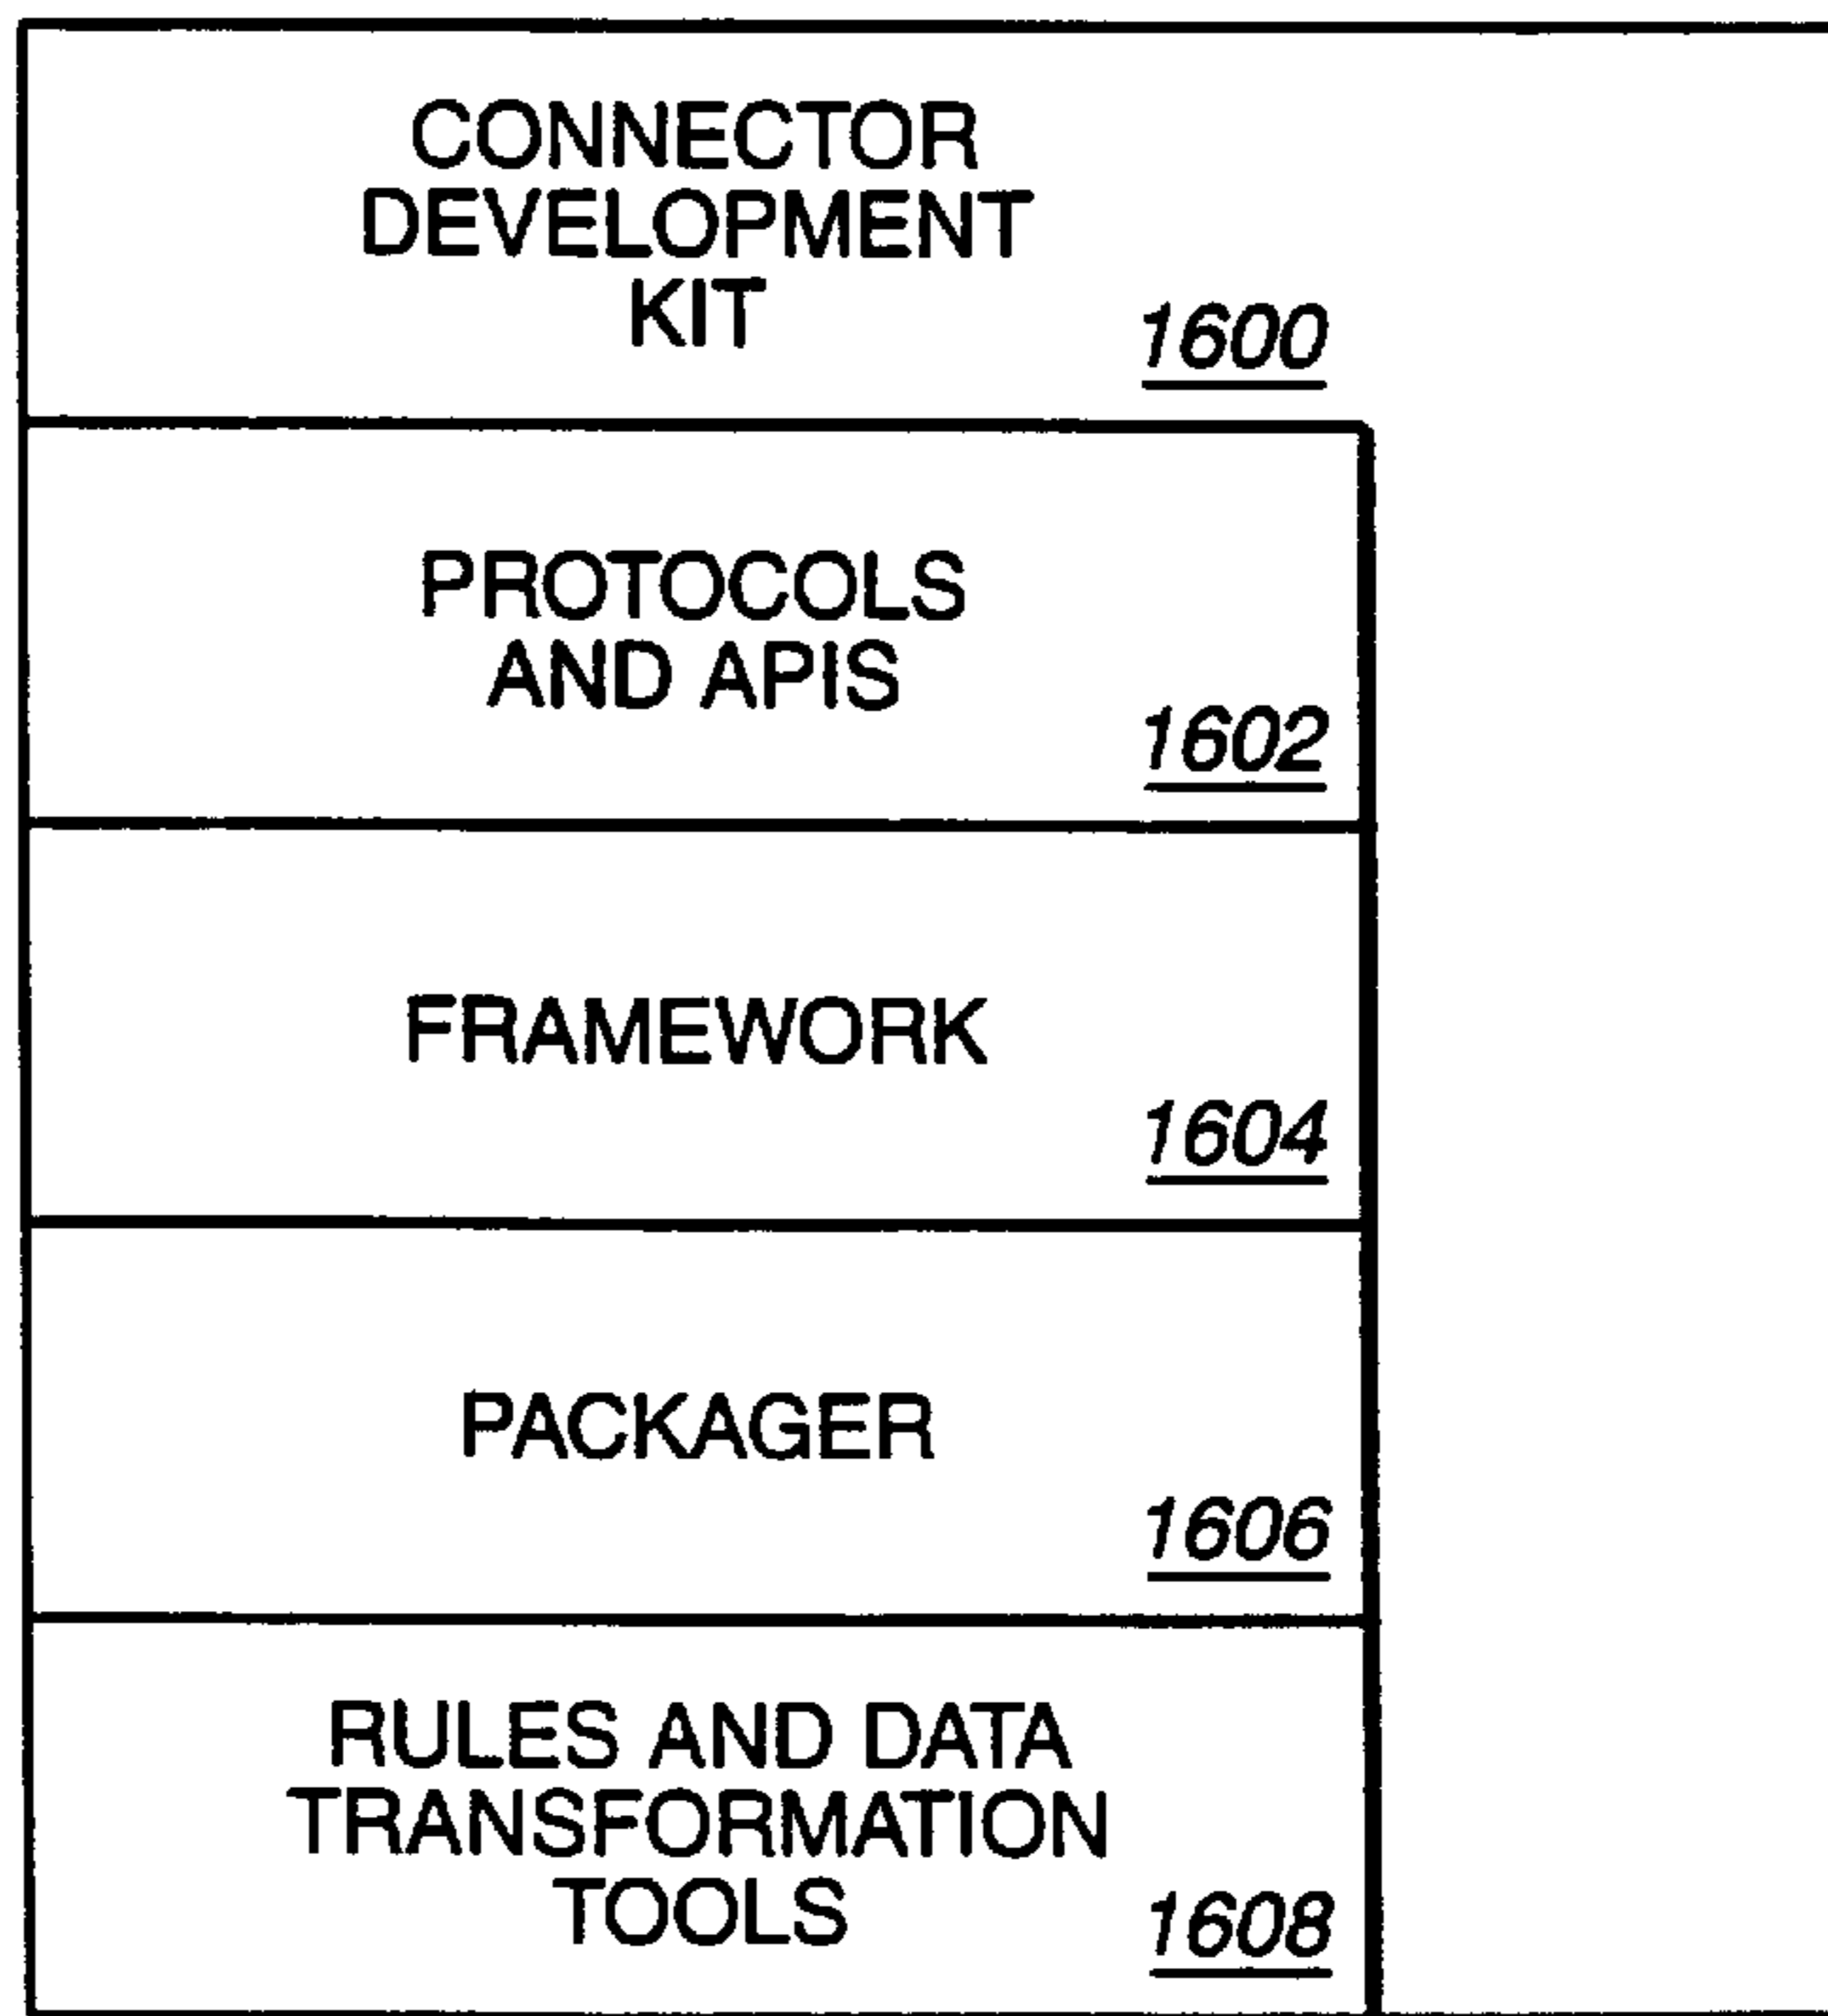 CONNECTOR
DEVELOPMENT
KIT
1600
PROTOCOLS
AND APIS
1602
FRAMEWORK
1604
PACKAGER
1606
RULES AND DATA
TRANSFORMATION
TOOLS
1608